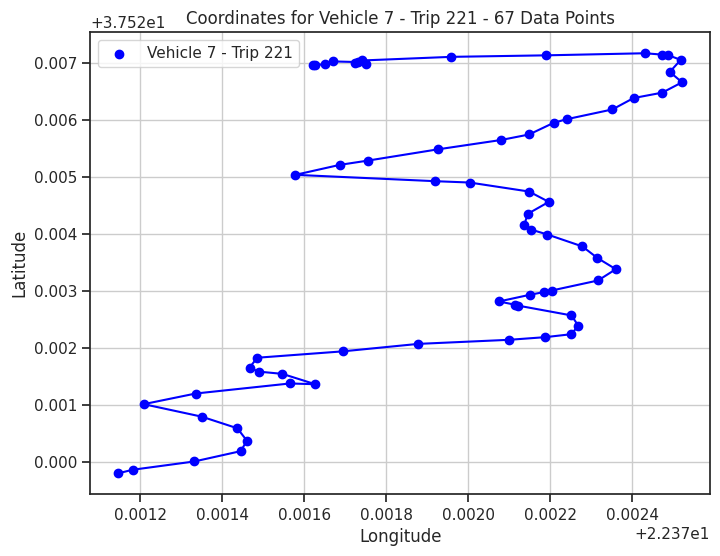 Coordinates for Vehicle 7 - Trip 221 - 67 Data Points
+3.752e1
Vehicle 7 - Trip 221
0.007
0.006
0.005
0.004
0.003
0.002
0.001
0.000
Latitude
0.0012 0.0014 0.0016 0.0018 0.0020 0.0022 0.0024
Longitude
+2.237e1